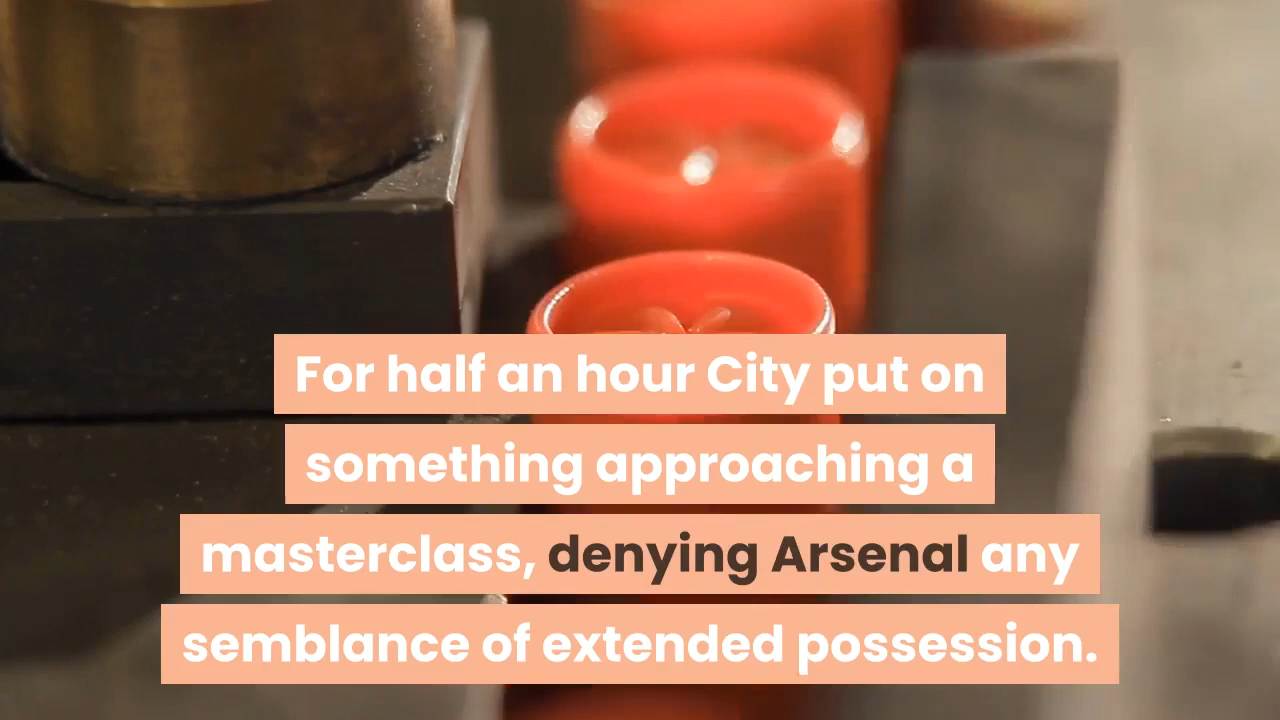 For half an hour City put on
something approaching a
masterclass, denying Arsenal any
semblance of extended possession.